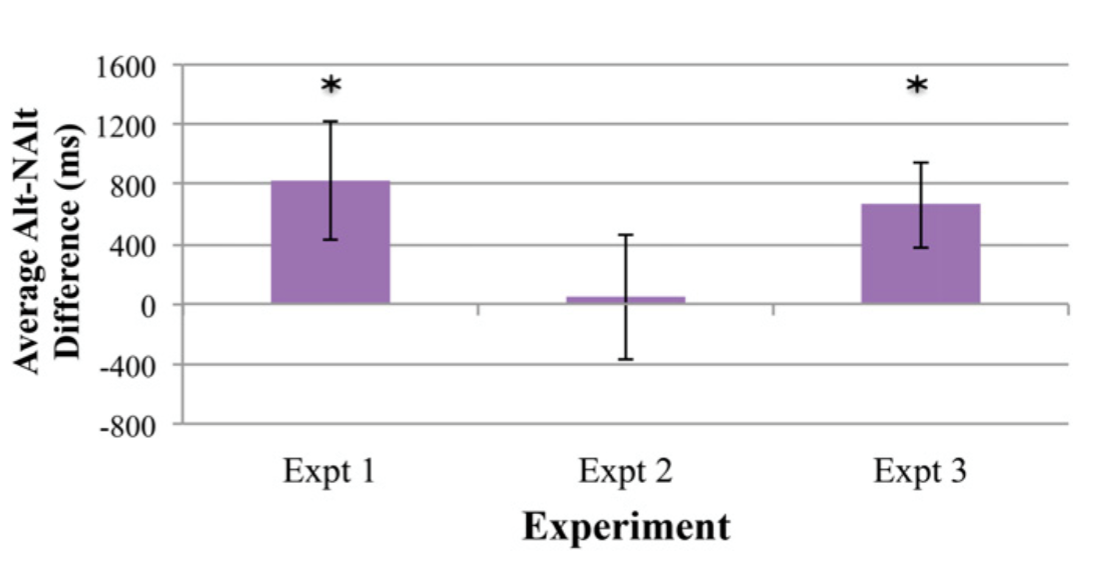 Average Alt-NAlt
Difference (ms)
1600
1200
800
400
0
-400
-800
*
*
Expt 1
Expt 2
Expt 3
Experiment